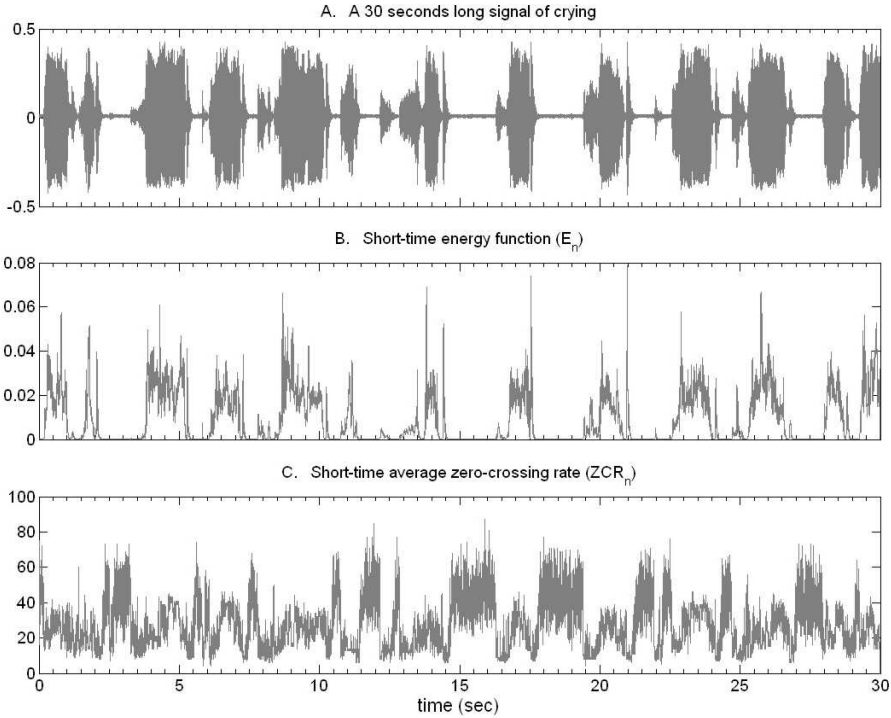 A. A 30 seconds long signal of crying
0.5
0
-0.5
B. Short-time energy function (E_n)
0.08
0.06
0.04
0.02
0
C. Short-time average zero-crossing rate (ZCR_n)
100
80
60
40
20
0
0 5 10 15 20 25 30
time (sec)